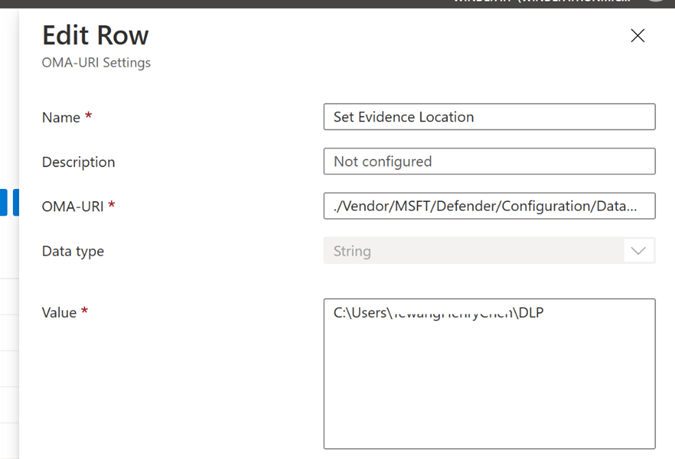 Edit Row
OMA-URI Settings
Name *
Set Evidence Location
Description
Not configured
OMA-URI *
./Vendor/MSFT/Defender/Configuration/Data...
Data type
String
Value *
C:\Users\ \DLP